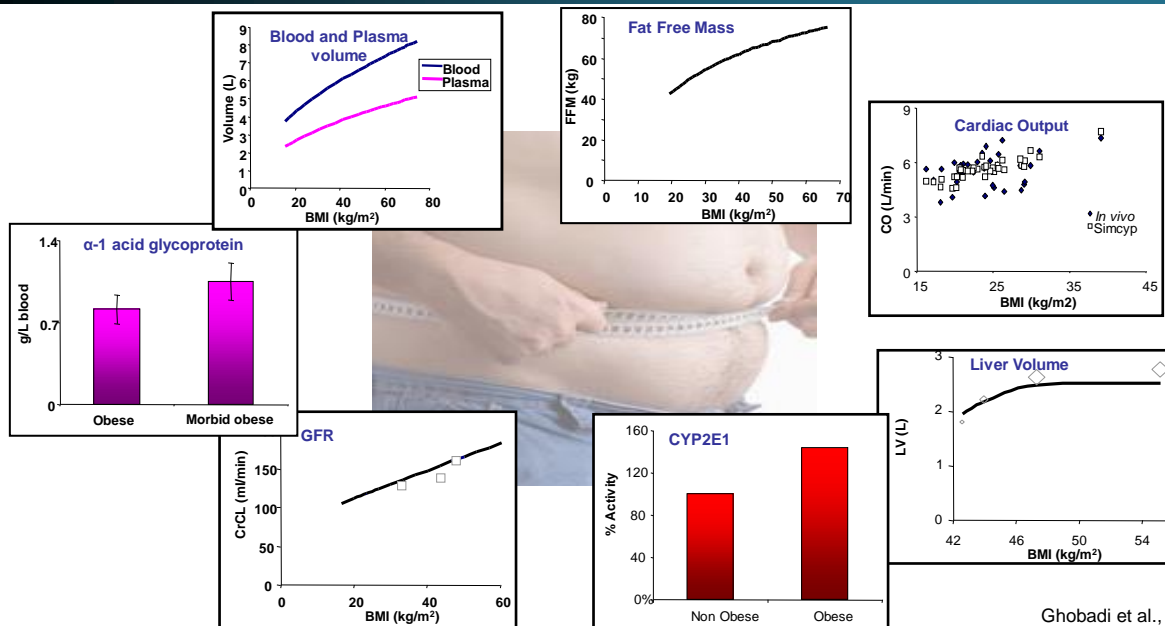 Blood and Plasma
volume
Blood
Plasma
Volume (L)
9
8
7
6
5
4
3
2
1
0
0 20 40 60 80
BMI (kg/m²)
Fat Free Mass
FFM (kg)
80
60
40
20
0
0 10 20 30 40 50 60 70
BMI (kg/m²)
Cardiac Output
CO (L/min)
9
6
3
0
In vivo
Simcyp
15 25 35 45
BMI (kg/m2)
α-1 acid glycoprotein
g/L blood
1.4
0.7
0
Obese Morbid obese
GFR
CrCL (ml/min)
150
100
50
0
0 20 40 60
BMI (kg/m²)
CYP2E1
% Activity
160
120
80
40
0%
Non Obese Obese
Liver Volume
LV (L)
3
2
1
0
42 46 50 54
BMI (kg/m²)
Ghobadi et al.,